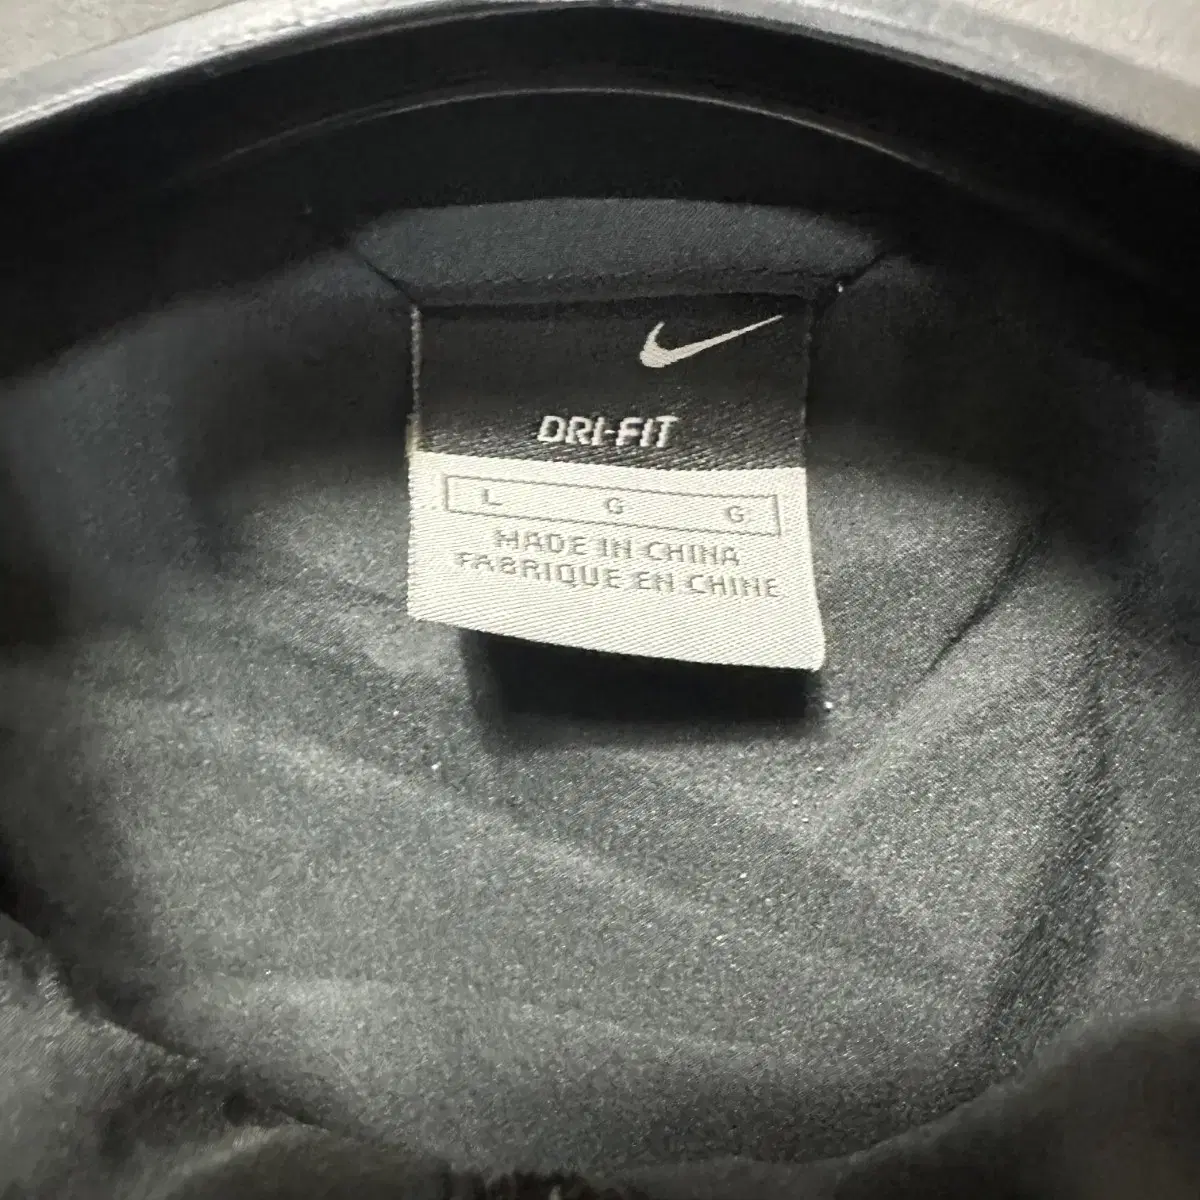 DRI-FIT
L G G
MADE IN CHINA
FABRIQUE EN CHINE